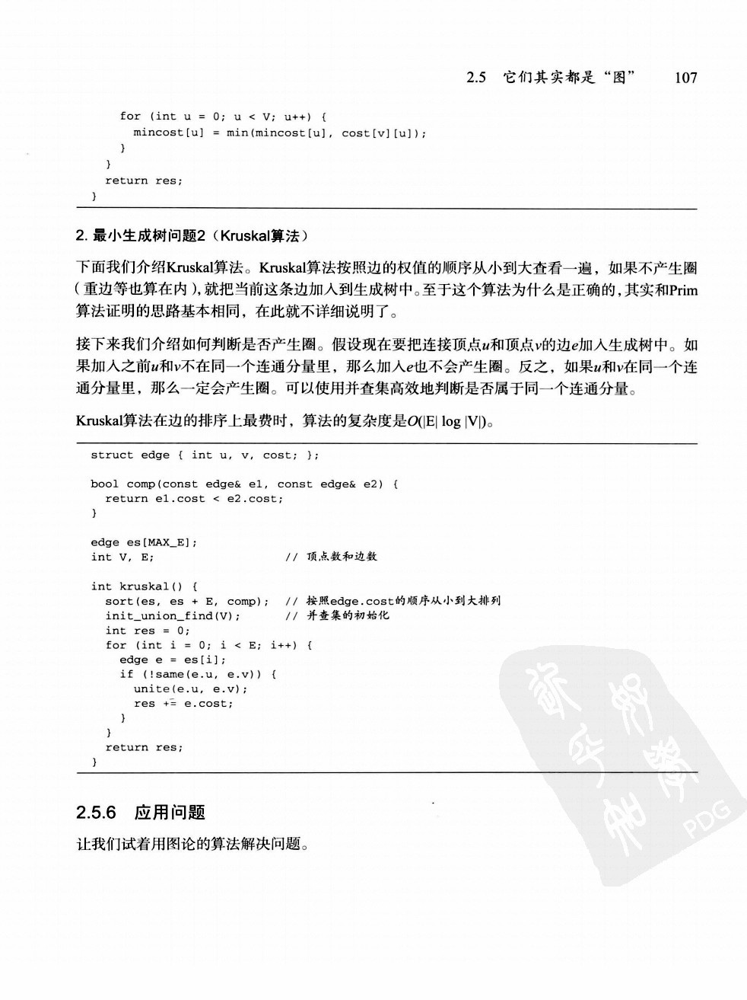 2.5 它们其实都是“图” 107
for (int u = 0; u < V; u++) {
mincost[u] = min(mincost[u], cost[v][u]);
}
}
return res;
}
2. 最小生成树问题2（Kruskal算法）
下面我们介绍Kruskal算法。Kruskal算法按照边的权值的顺序从小到大查看一遍，如果不产生圈
（重边等也算在内），就把当前这条边加入到生成树中。至于这个算法为什么是正确的，其实和Prim
算法证明的思路基本相同，在此就不详细说明了。
接下来我们介绍如何判断是否产生圈。假设现在要把连接顶点u和顶点v的边e加入生成树中。如
果加入之前u和v不在同一个连通分量里，那么加入e也不会产生圈。反之，如果u和v在同一个连
通分量里，那么一定会产生圈。可以使用并查集高效地判断是否属于同一个连通分量。
Kruskal算法在边的排序上最费时，算法的复杂度是O(|E| log |V|)。
struct edge { int u, v, cost; };
bool comp(const edge& e1, const edge& e2) {
return e1.cost < e2.cost;
}
edge es[MAX_E];
int V, E; // 顶点数和边数
int kruskal() {
sort(es, es + E, comp); // 按照edge.cost的顺序从小到大排列
init_union_find(V); // 并查集的初始化
int res = 0;
for (int i = 0; i < E; i++) {
edge e = es[i];
if (!same(e.u, e.v)) {
unite(e.u, e.v);
res += e.cost;
}
}
return res;
}
2.5.6 应用问题
让我们试着用图论的算法解决问题。
PDG